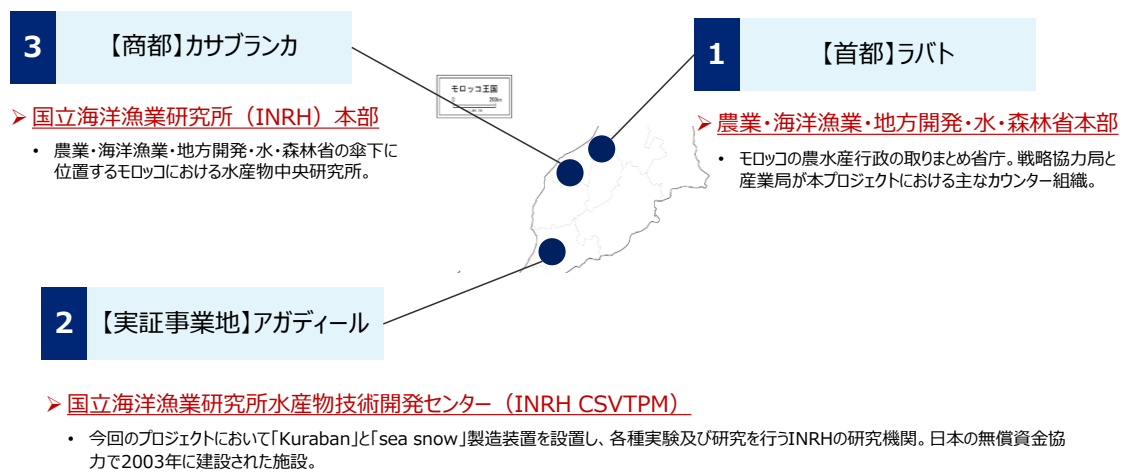 3 【商都】カサブランカ
➢ 国立海洋漁業研究所（INRH）本部
• 農業・海洋漁業・地方開発・水・森林省の傘下に
位置するモロッコにおける水産物中央研究所。
モロッコ王国
1 【首都】ラバト
➢ 農業・海洋漁業・地方開発・水・森林省本部
• モロッコの農水産行政の取りまとめ省庁。戦略協力局と
産業局が本プロジェクトにおける主なカウンター組織。
2 【実証事業地】アガディール
➢ 国立海洋漁業研究所水産物技術開発センター（INRH CSVTPM）
• 今回のプロジェクトにおいて「Kuraban」と「sea snow」製造装置を設置し、各種実験及び研究を行うINRHの研究機関。日本の無償資金協
力で2003年に建設された施設。